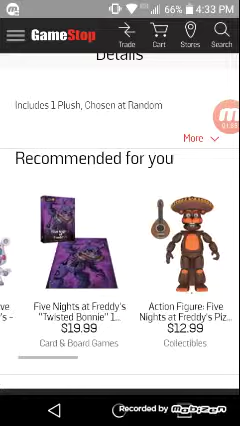 66% 4:33 PM
GameStop
Trade Cart Stores Search
Details
Includes 1 Plush, Chosen at Random
More
Recommended for you
Five Nights at Freddy's "Twisted Bonnie" 1...
$19.99
Card & Board Games
Action Figure: Five Nights at Freddy's Piz...
$12.99
Collectibles
Recorded by mobizen